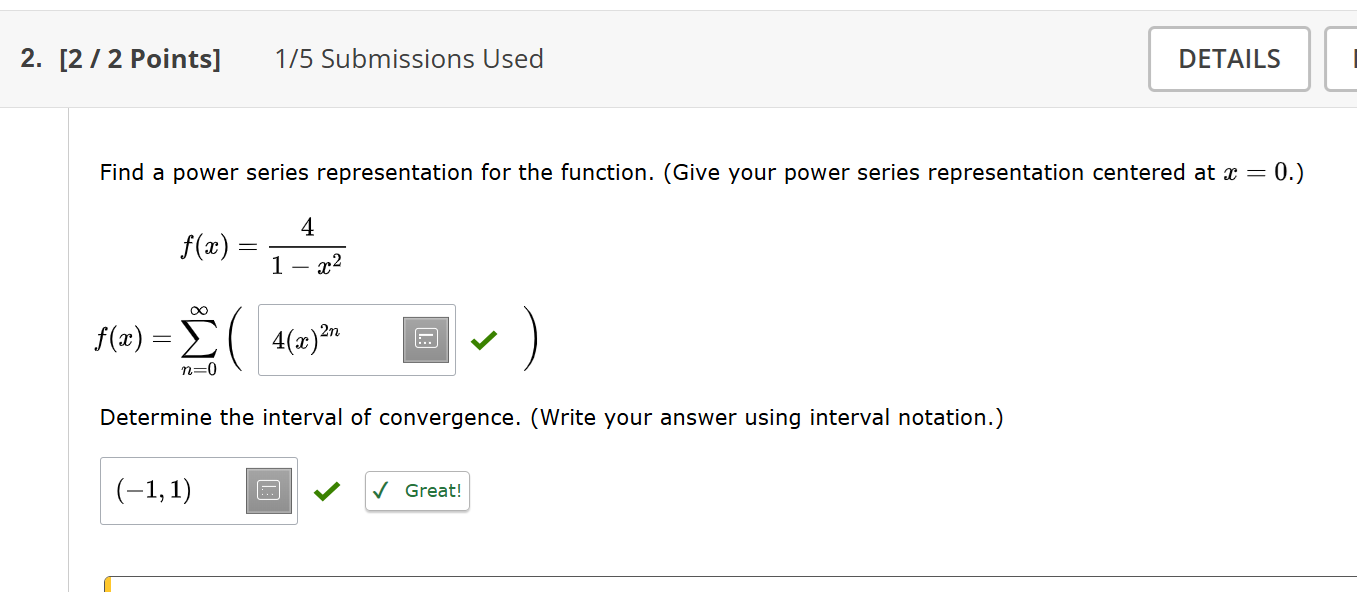 2. [2 / 2 Points] 1/5 Submissions Used DETAILS
Find a power series representation for the function. (Give your power series representation centered at x = 0.)
f(x) = 4 / (1 − x²)
f(x) = ∞ ∑ n=0 ( 4(x)²ⁿ ✓ )
Determine the interval of convergence. (Write your answer using interval notation.)
(−1, 1) ✓ ✓ Great!